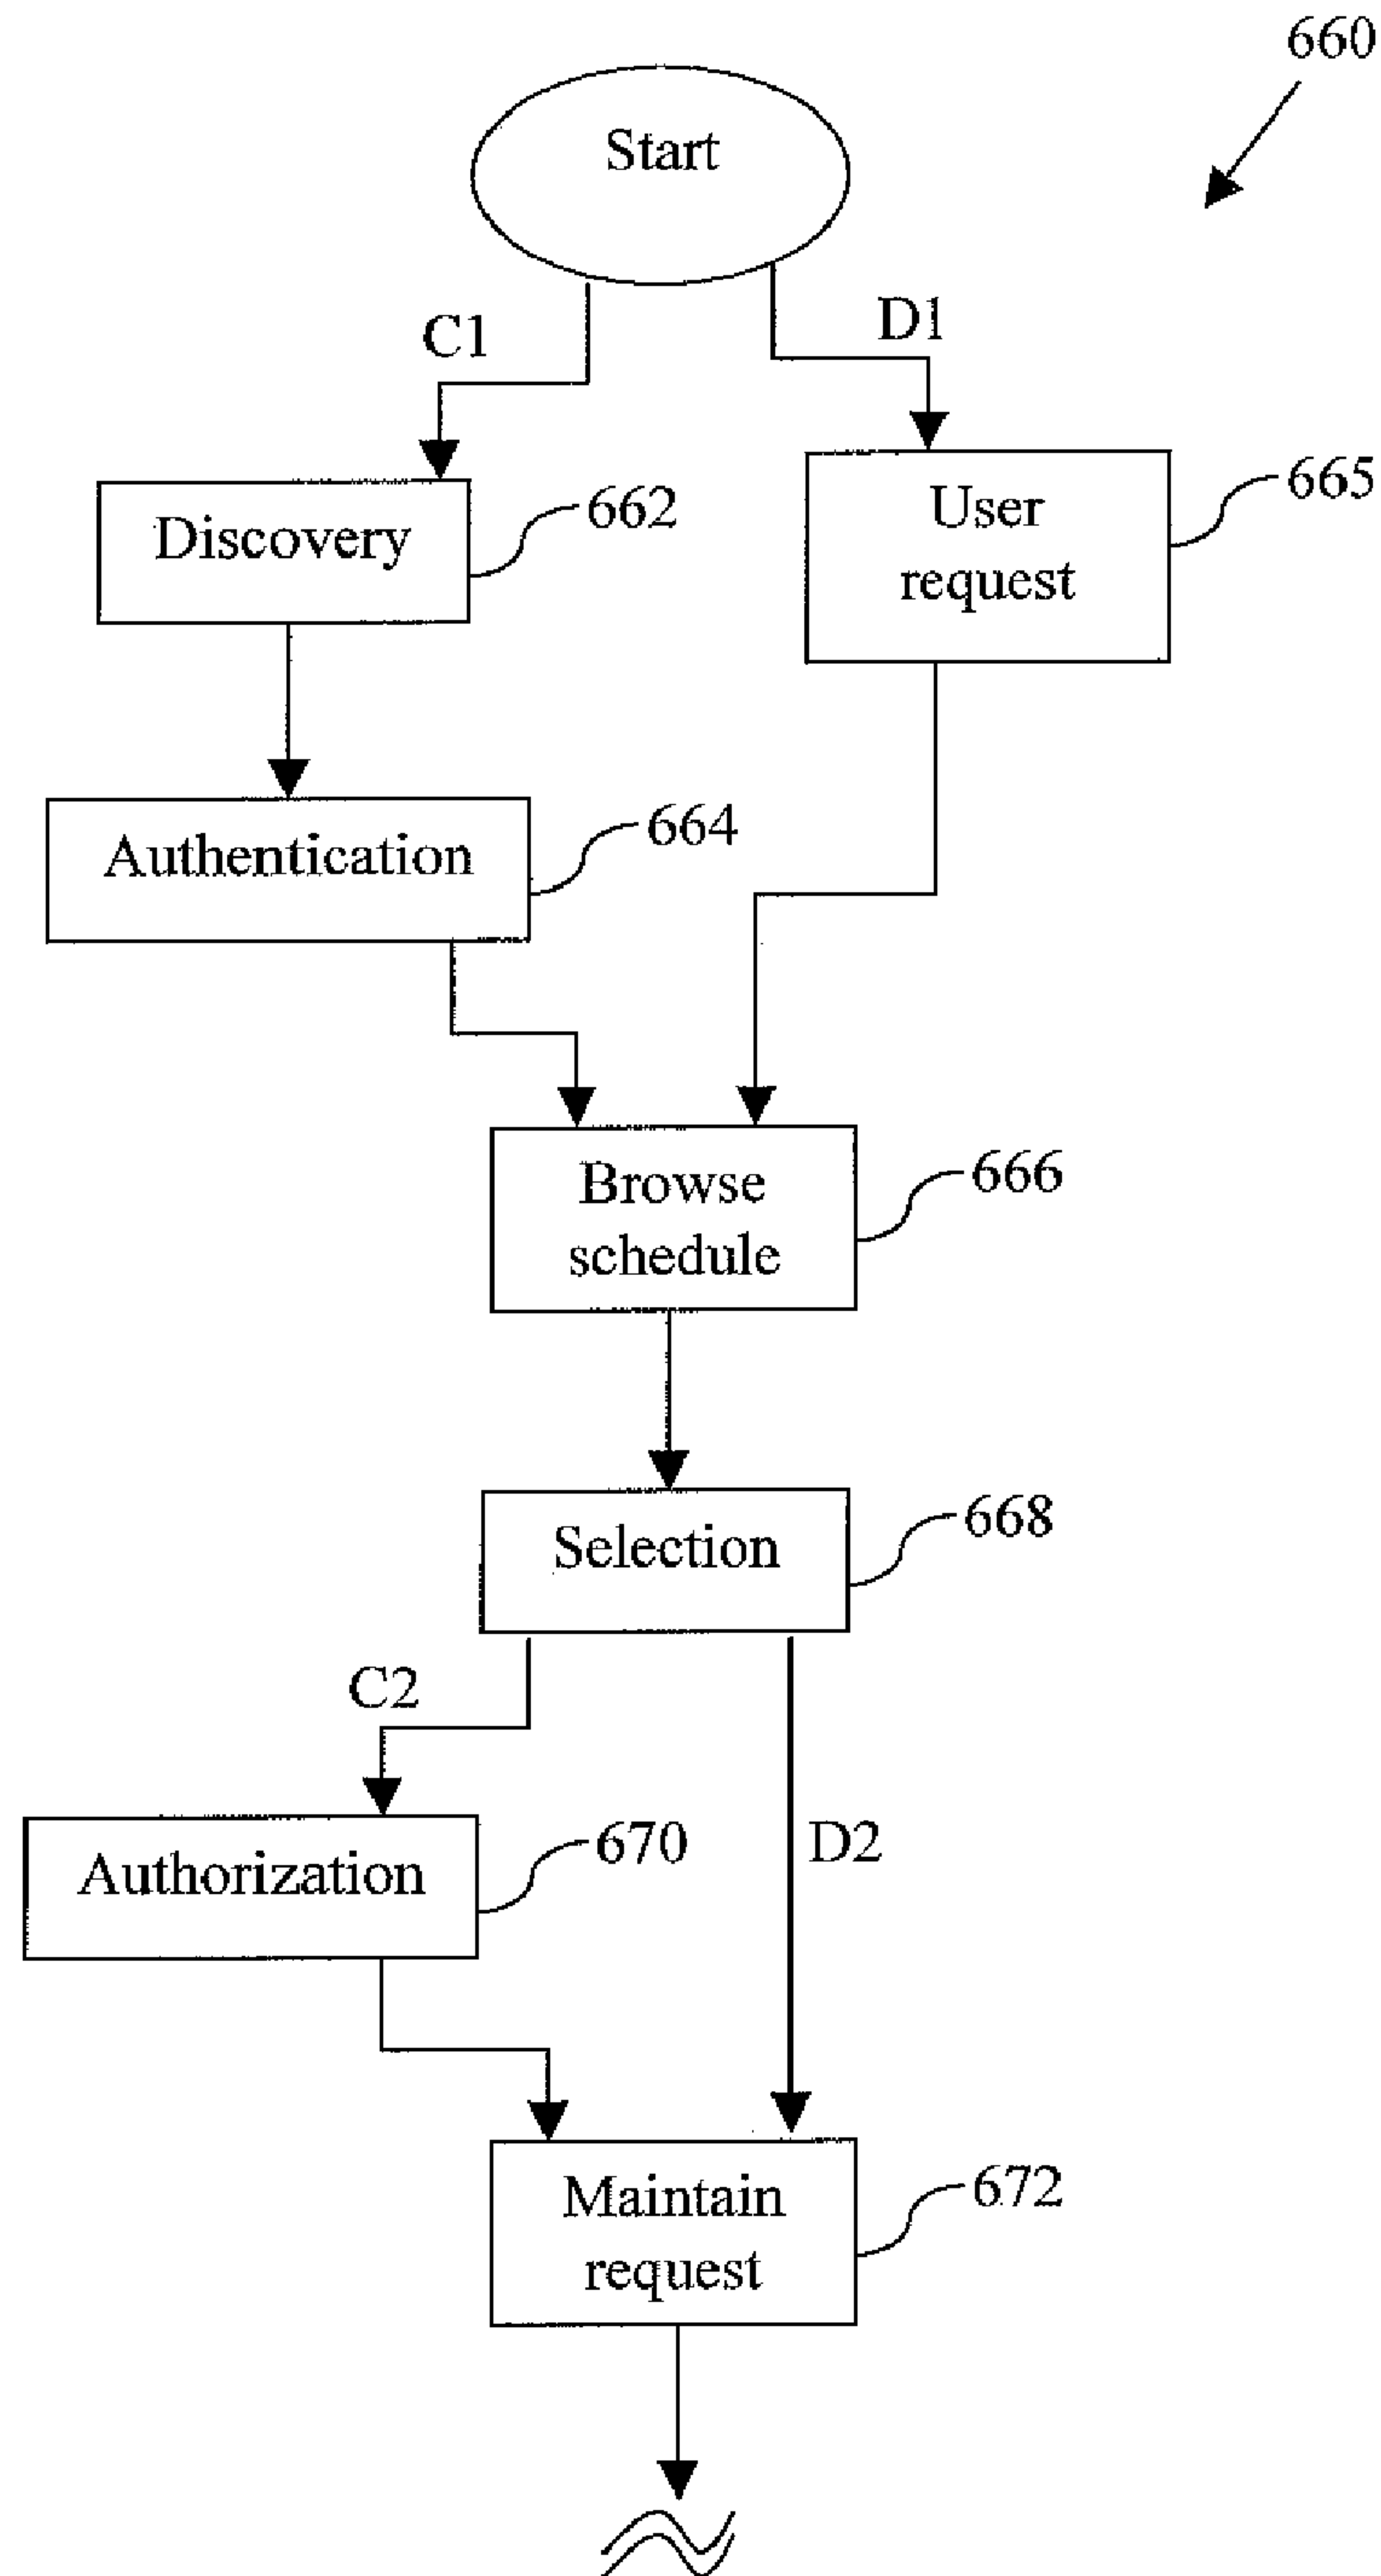 660
Start
C1
D1
Discovery
662
User
request
665
Authentication
664
Browse
schedule
666
Selection
668
C2
D2
Authorization
670
Maintain
request
672